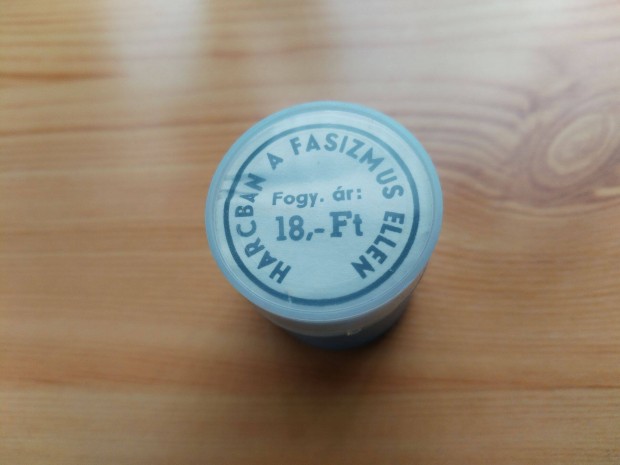 HARCBAN A FASIZMUS ELLEN
Fogy. ár:
18,-Ft